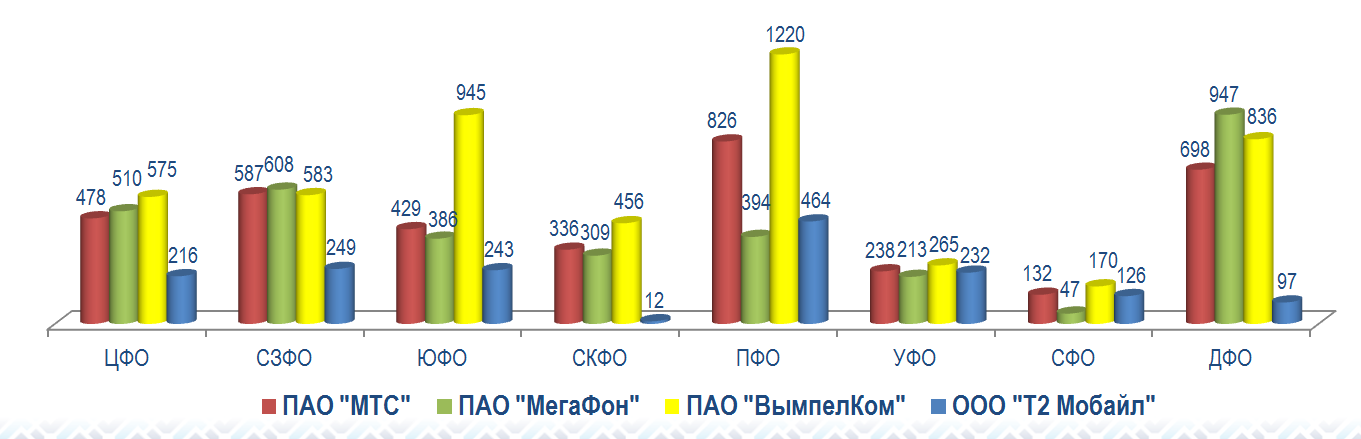 1220
945
947
826
836
698
587 608 583
478 510 575
429 386
456
394 464
336 309
216
249
243
12
238 213 265 232
132 47 170 126
97
ЦФО СЗФО ЮФО СКФО ПФО УФО СФО ДФО
ПАО "МТС" ПАО "МегаФон" ПАО "ВымпелКом" ООО "Т2 Мобайл"